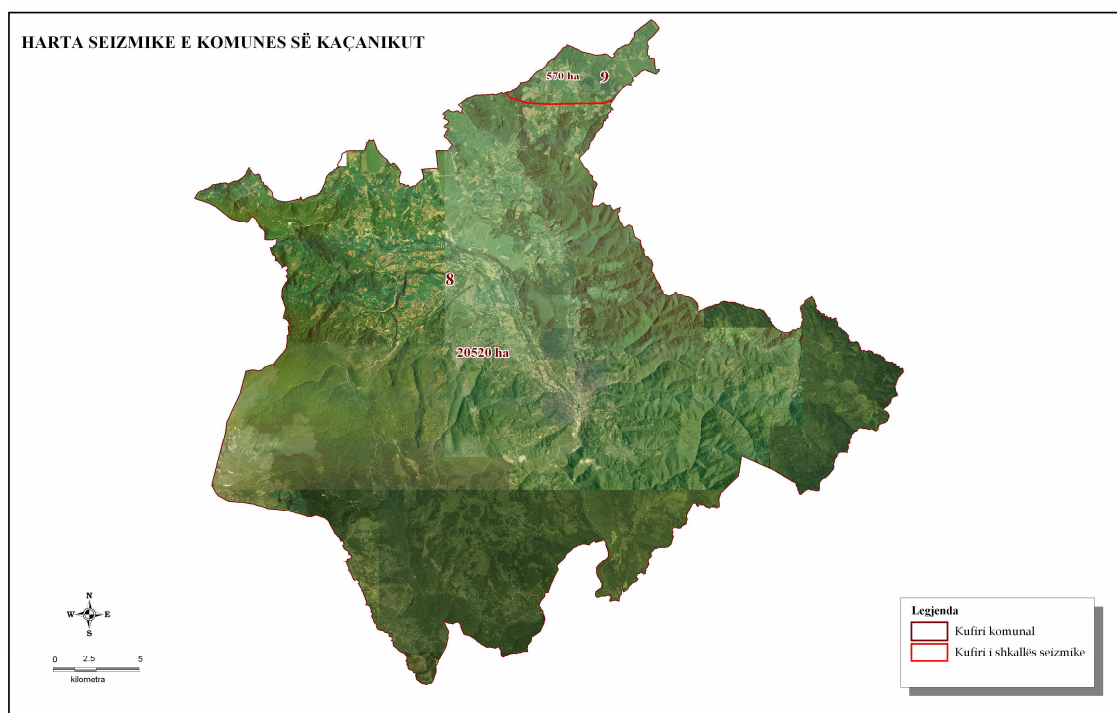 HARTA SEIZMIKE E KOMUNES SË KAÇANIKUT
570 ha 9
8
20520 ha
N
W E
S
0 2.5 5
kilometra
Legjenda
Kufiri komunal
Kufiri i shkallës seizmike